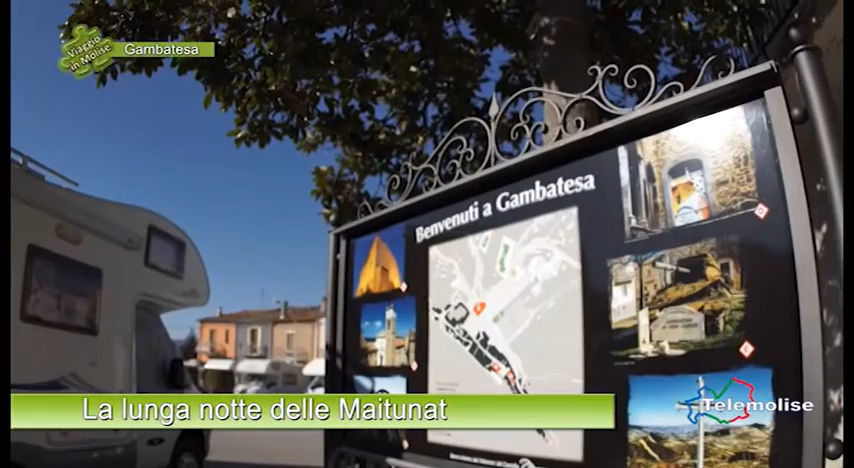 Viaggio
in Molise
Gambatesa
Benvenuti a Gambatesa
D
E
La lunga notte delle Maitunat
Telemolise